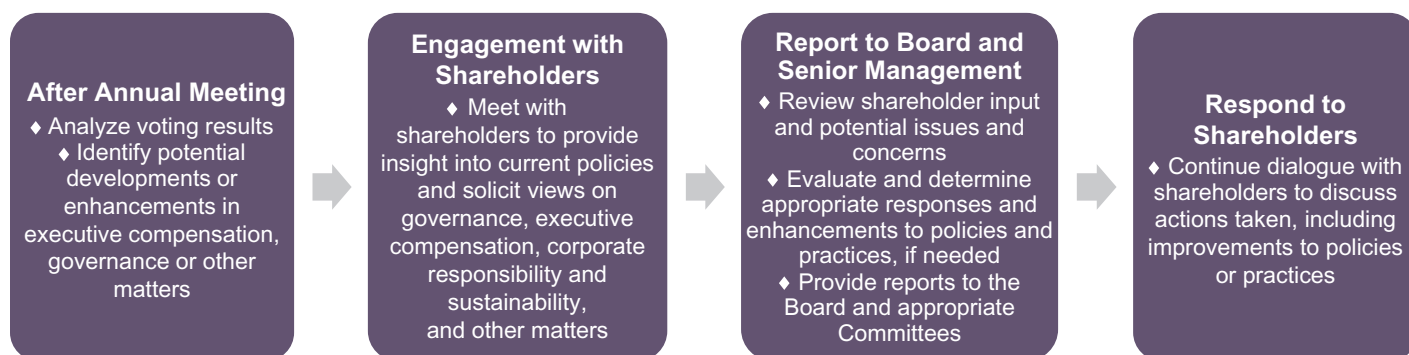 After Annual Meeting
♦ Analyze voting results
♦ Identify potential
developments or
enhancements in
executive compensation,
governance or other
matters
Engagement with
Shareholders
♦ Meet with
shareholders to provide
insight into current policies
and solicit views on
governance, executive
compensation, corporate
responsibility and
sustainability,
and other matters
Report to Board and
Senior Management
♦ Review shareholder input
and potential issues and
concerns
♦ Evaluate and determine
appropriate responses and
enhancements to policies and
practices, if needed
♦ Provide reports to the
Board and appropriate
Committees
Respond to
Shareholders
♦ Continue dialogue with
shareholders to discuss
actions taken, including
improvements to policies
or practices